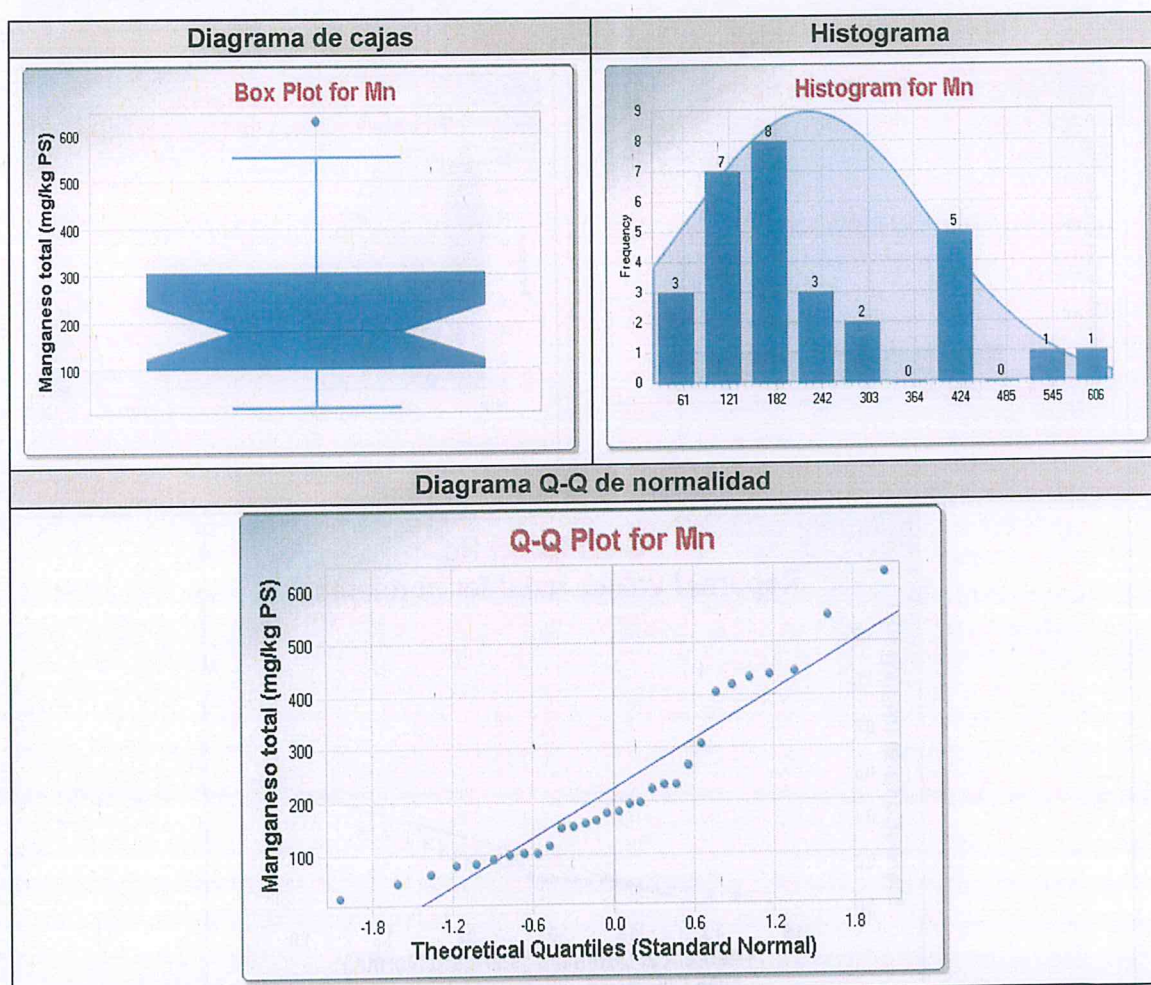 Diagrama de cajas
Histograma
Box Plot for Mn
Manganeso total (mg/kg PS)
600
500
400
300
200
100
Histogram for Mn
Frequency
9
8
7
6
5
4
3
2
1
0
3
7
8
3
2
0
5
0
1
1
61 121 182 242 303 364 424 485 545 606
Diagrama Q-Q de normalidad
Q-Q Plot for Mn
Manganeso total (mg/kg PS)
600
500
400
300
200
100
-1.8 -1.2 -0.6 0.0 0.6 1.2 1.8
Theoretical Quantiles (Standard Normal)